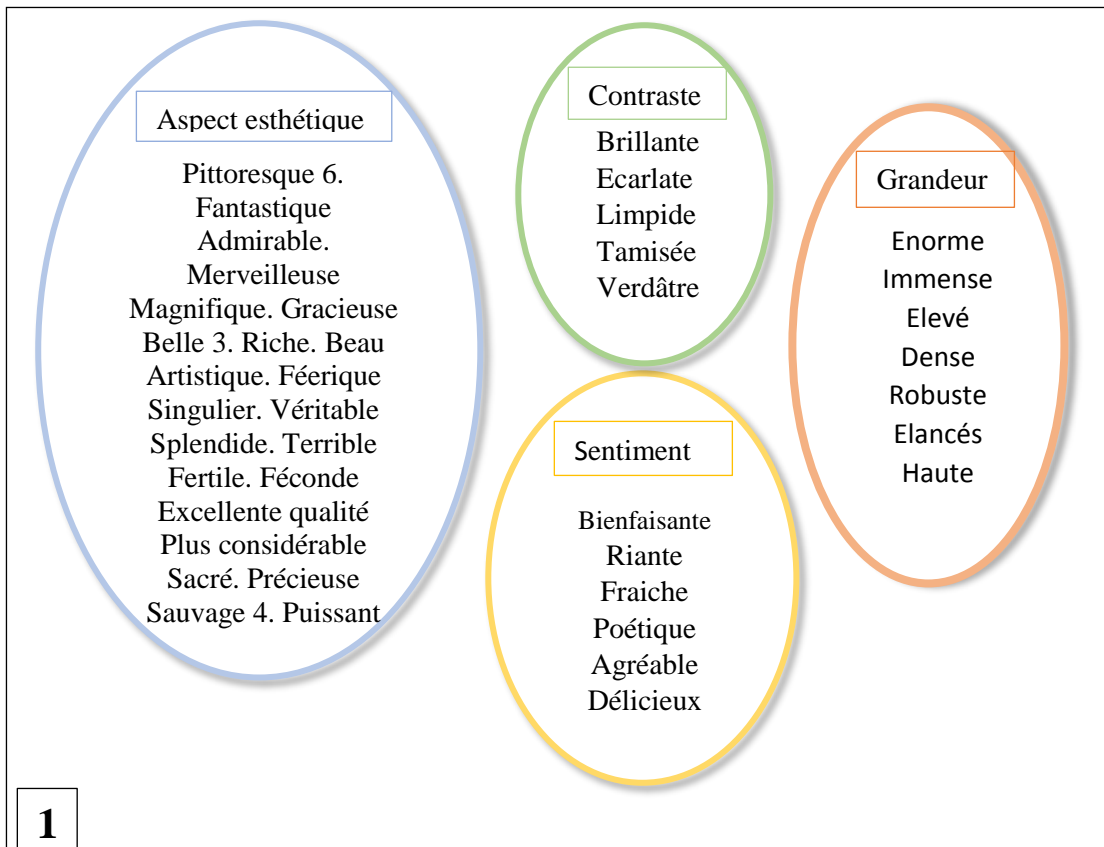 Aspect esthétique
Pittoresque 6.
Fantastique
Admirable.
Merveilleuse
Magnifique. Gracieuse
Belle 3. Riche. Beau
Artistique. Féerique
Singulier. Véritable
Splendide. Terrible
Fertile. Féconde
Excellente qualité
Plus considérable
Sacré. Précieuse
Sauvage 4. Puissant
Contraste
Brillante
Ecarlate
Limpide
Tamisée
Verdâtre
Sentiment
Bienfaisante
Riante
Fraiche
Poétique
Agréable
Délicieux
Grandeur
Enorme
Immense
Elevé
Dense
Robuste
Elancés
Haute
1